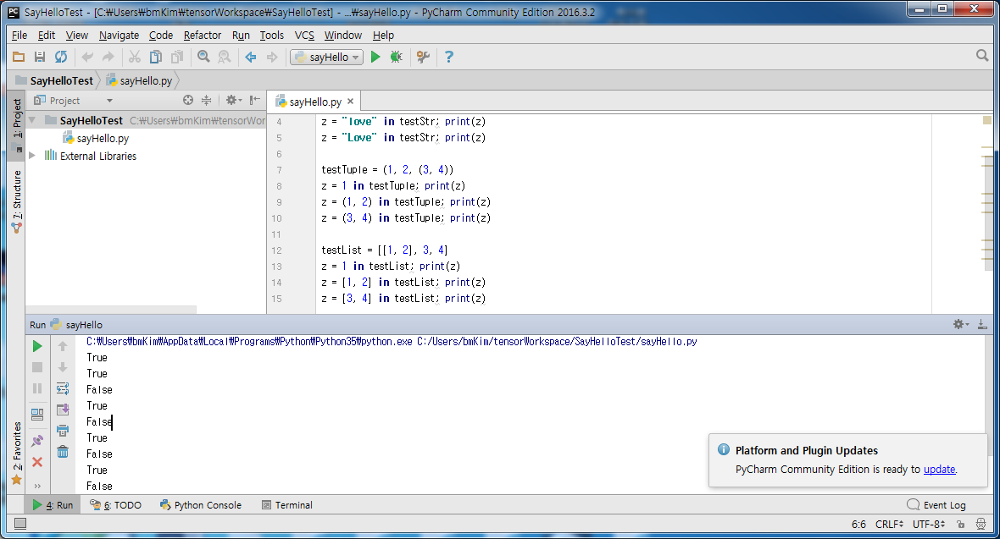 PC SayHelloTest - [C:₩Users₩bmKim₩tensorWorkspace₩SayHelloTest] - ...₩sayHello.py - PyCharm Community Edition 2016.3.2
File Edit View Navigate Code Refactor Run Tools VCS Window Help
sayHello
SayHelloTest sayHello.py
Project
sayHello.py
1: Project
7: Structure
2: Favorites
SayHelloTest C:₩Users₩bmKim₩tensorWor
sayHello.py
External Libraries
4 z = "love" in testStr; print(z)
5 z = "Love" in testStr; print(z)
6
7 testTuple = (1, 2, (3, 4))
8 z = 1 in testTuple; print(z)
9 z = (1, 2) in testTuple; print(z)
10 z = (3, 4) in testTuple; print(z)
11
12 testList = [[1, 2], 3, 4]
13 z = 1 in testList; print(z)
14 z = [1, 2] in testList; print(z)
15 z = [3, 4] in testList; print(z)
Run sayHello
C:₩Users₩bmKim₩AppData₩Local₩Programs₩Python₩Python35₩python.exe C:/Users/bmKim/tensorWorkspace/SayHelloTest/sayHello.py
True
True
False
True
False
True
False
True
False
Platform and Plugin Updates
PyCharm Community Edition is ready to update.
4: Run 6: TODO Python Console Terminal Event Log
6:6 CRLF UTF-8